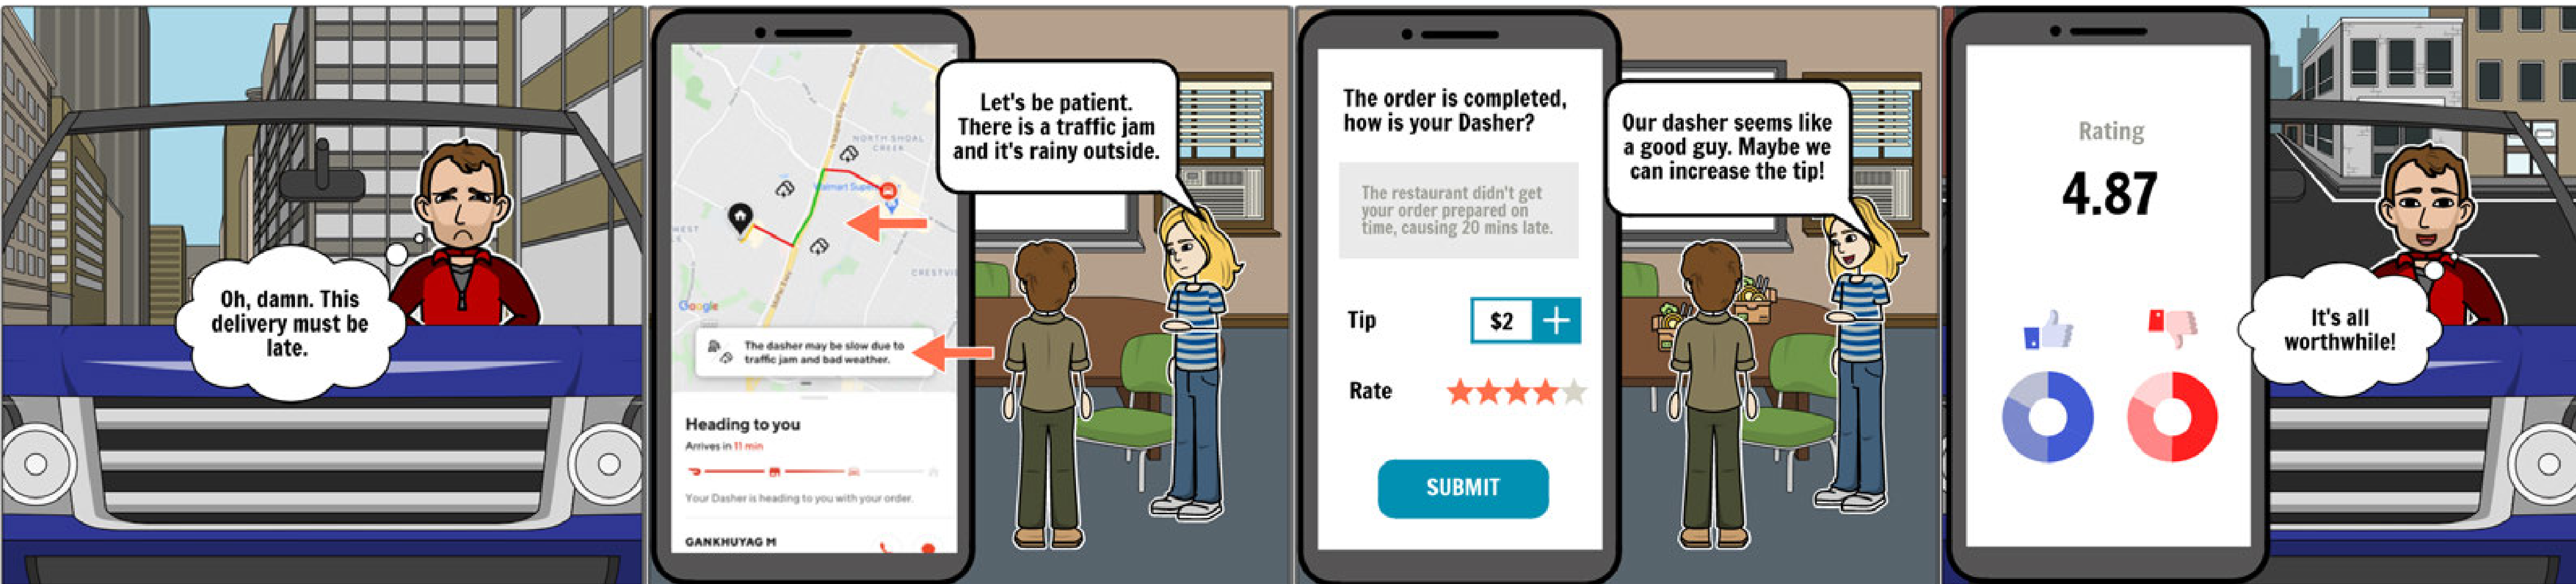 Oh, damn. This
delivery must be
late.
NORTH SHOAL
CREEK
Walmart
Google
The dasher may be slow due to
traffic jam and bad weather.
Heading to you
Arrives in 11 min
Your Dasher is heading to you with your order.
GANKHUYAG M
Let's be patient.
There is a traffic jam
and it's rainy outside.
The order is completed,
how is your Dasher?
The restaurant didn't get
your order prepared on
time, causing 20 mins late.
Tip
$2 +
Rate
SUBMIT
Our dasher seems like
a good guy. Maybe we
can increase the tip!
Rating
4.87
It's all
worthwhile!